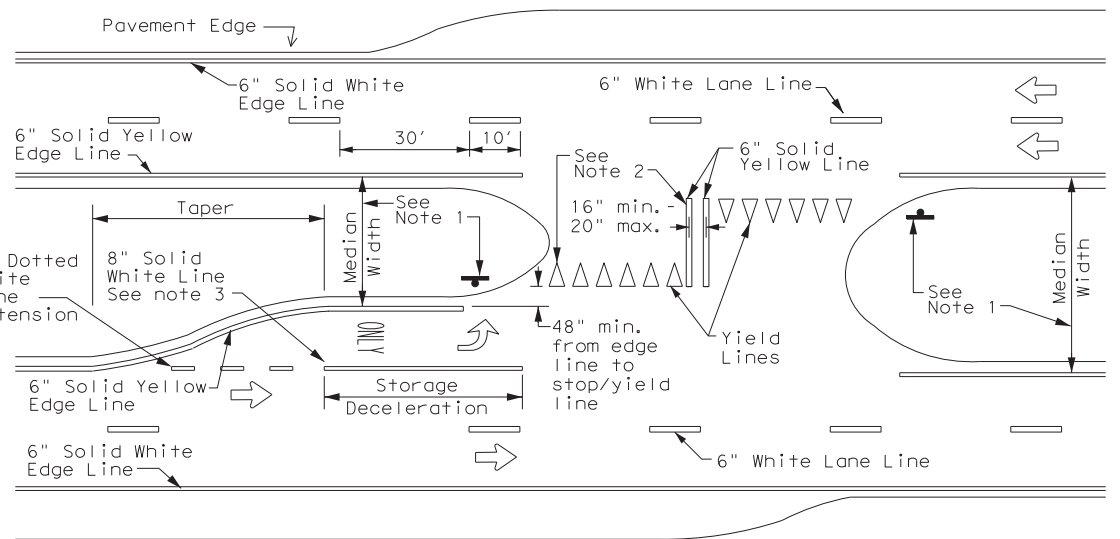 Pavement Edge
6" Solid White
Edge Line
6" White Lane Line
6" Solid Yellow
Edge Line
30'
10'
See
Note 2
6" Solid
Yellow Line
Taper
See
Note 1
16" min.
20" max.
Median
Width
Dotted
8" Solid
White Line
See note 3
tension
ONLY
48" min.
from edge
line to
stop/yield
line
Yield
Lines
See
Note 1
Median
Width
6" Solid Yellow
Edge Line
Storage
Deceleration
6" Solid White
Edge Line
6" White Lane Line